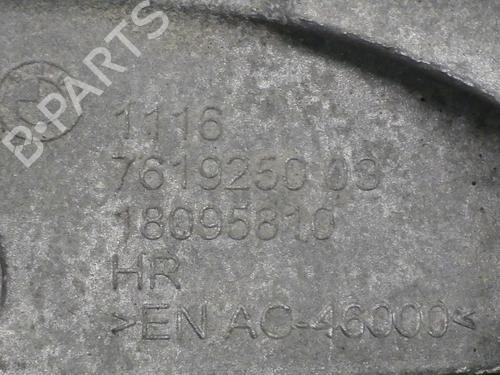 B-PARTS
1116
7619250 03
18095810
HR
>EN AC-46000<